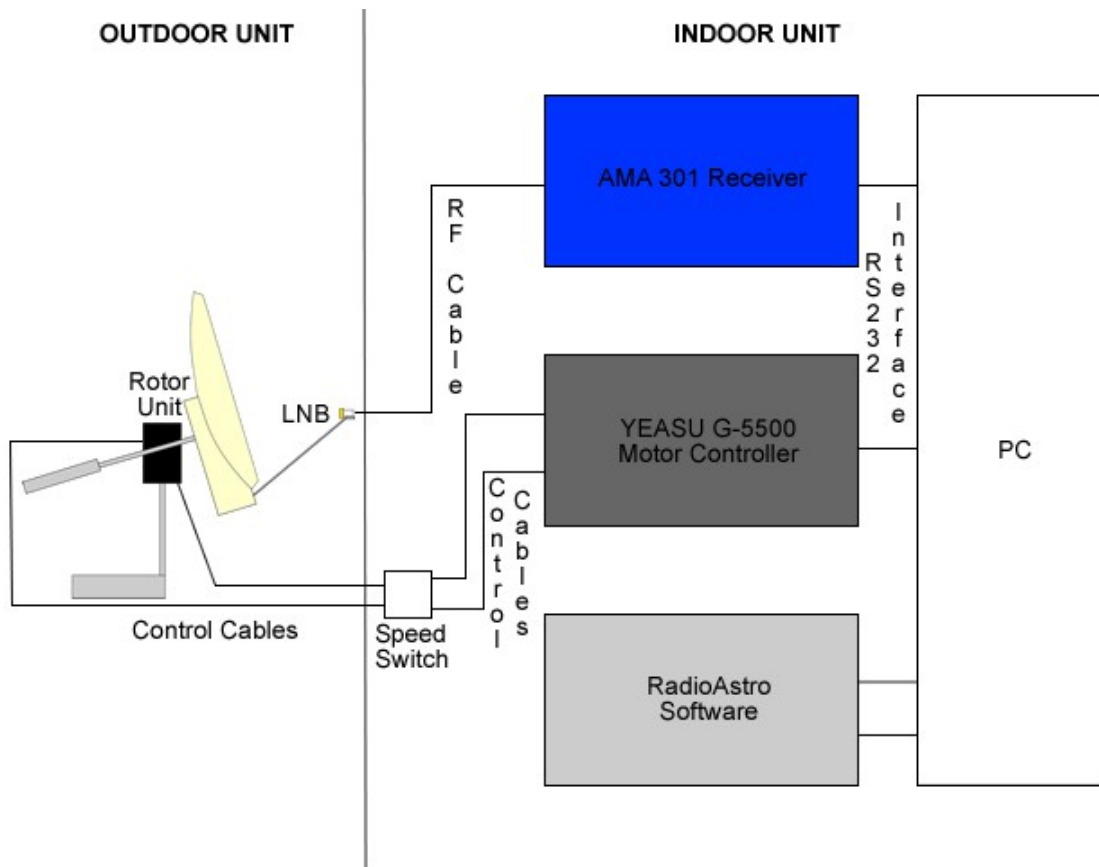 OUTDOOR UNIT
INDOOR UNIT
AMA 301 Receiver
RF Cable
RS232
Interface
Rotor
Unit
LNB
YEASU G-5500
Motor Controller
PC
Control
Cables
Control Cables
Speed
Switch
RadioAstro
Software